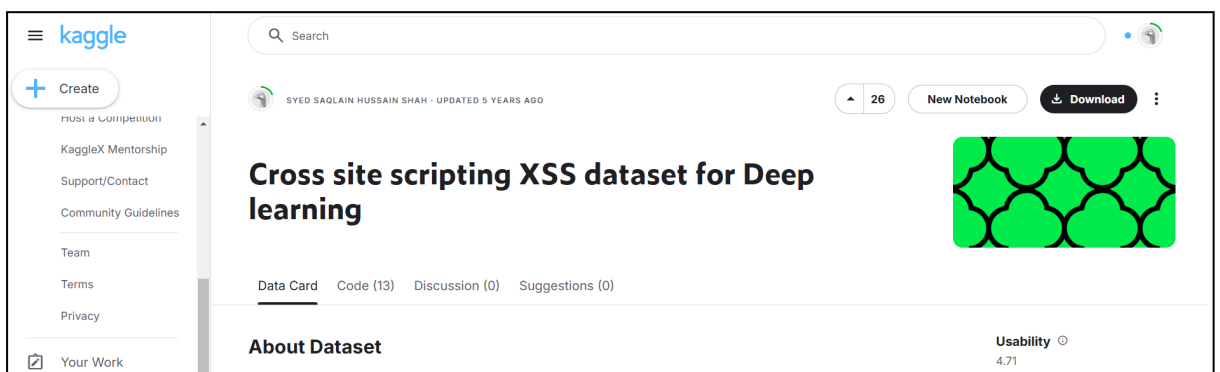 kaggle
Search
Create
SYED SAQLAIN HUSSAIN SHAH · UPDATED 5 YEARS AGO
26
New Notebook
Download
Host a Competition
KaggleX Mentorship
Support/Contact
Community Guidelines
Team
Terms
Privacy
Your Work
Cross site scripting XSS dataset for Deep
learning
Data Card Code (13) Discussion (0) Suggestions (0)
About Dataset
Usability
4.71